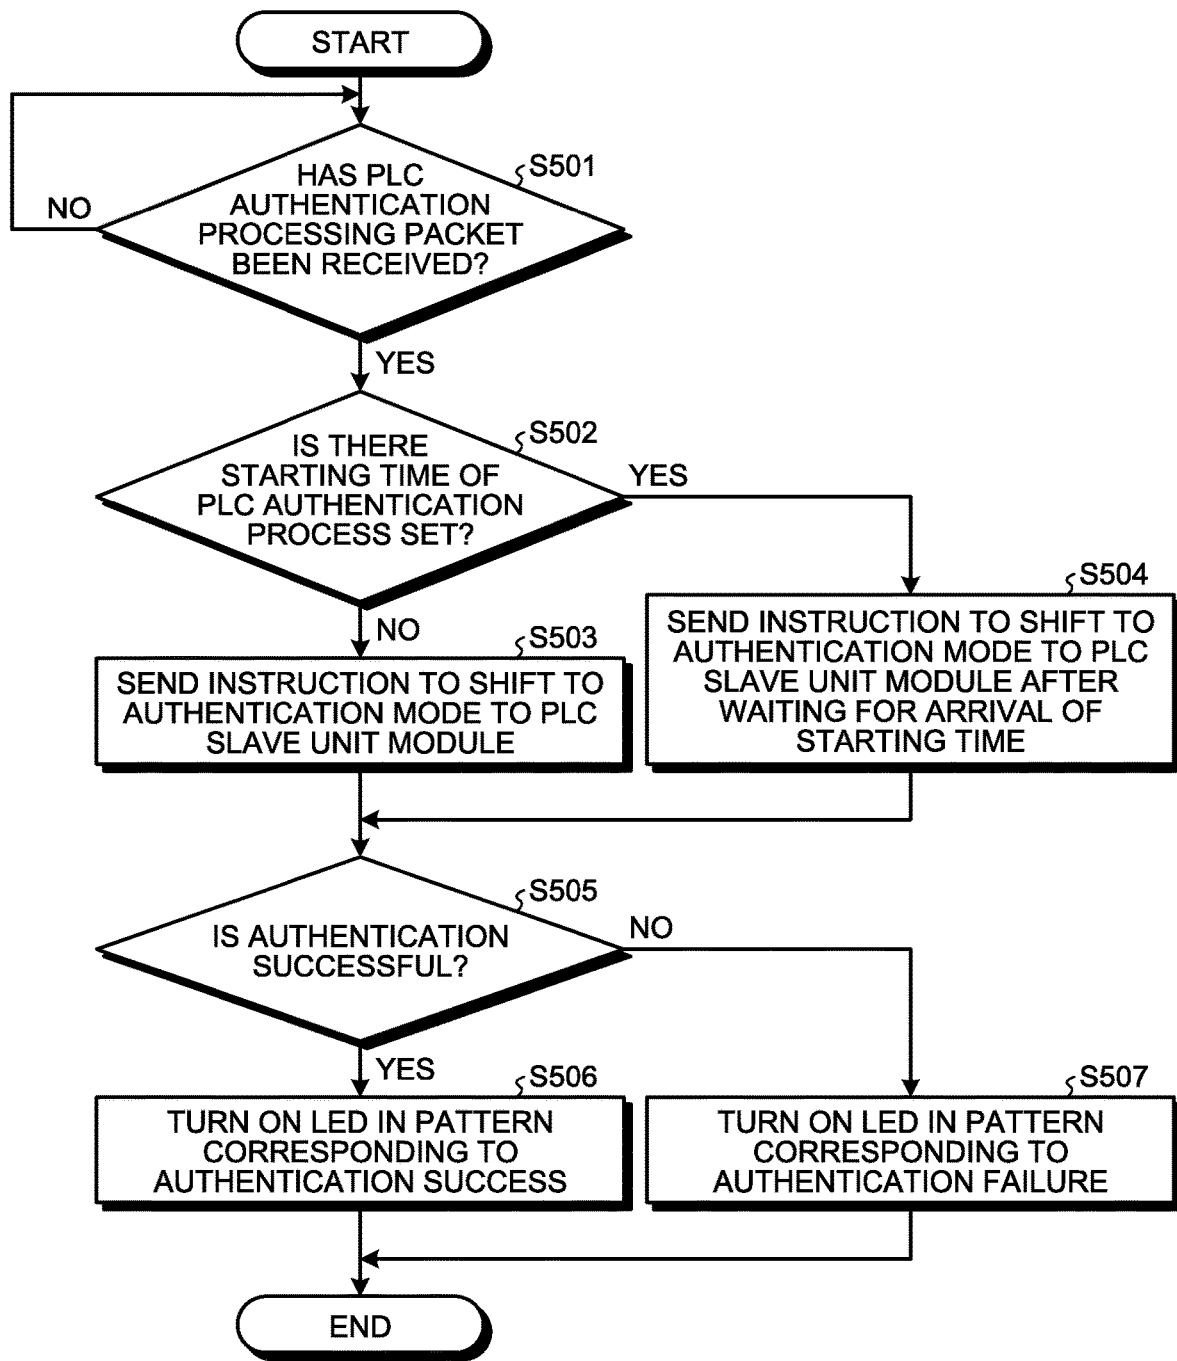 START
S501
HAS PLC
AUTHENTICATION
PROCESSING PACKET
BEEN RECEIVED?
NO
YES
S502
IS THERE
STARTING TIME OF
PLC AUTHENTICATION
PROCESS SET?
YES
NO
S503
SEND INSTRUCTION TO SHIFT TO
AUTHENTICATION MODE TO PLC
SLAVE UNIT MODULE
S504
SEND INSTRUCTION TO SHIFT TO
AUTHENTICATION MODE TO PLC
SLAVE UNIT MODULE AFTER
WAITING FOR ARRIVAL OF
STARTING TIME
S505
IS AUTHENTICATION
SUCCESSFUL?
NO
YES
S506
TURN ON LED IN PATTERN
CORRESPONDING TO
AUTHENTICATION SUCCESS
S507
TURN ON LED IN PATTERN
CORRESPONDING TO
AUTHENTICATION FAILURE
END